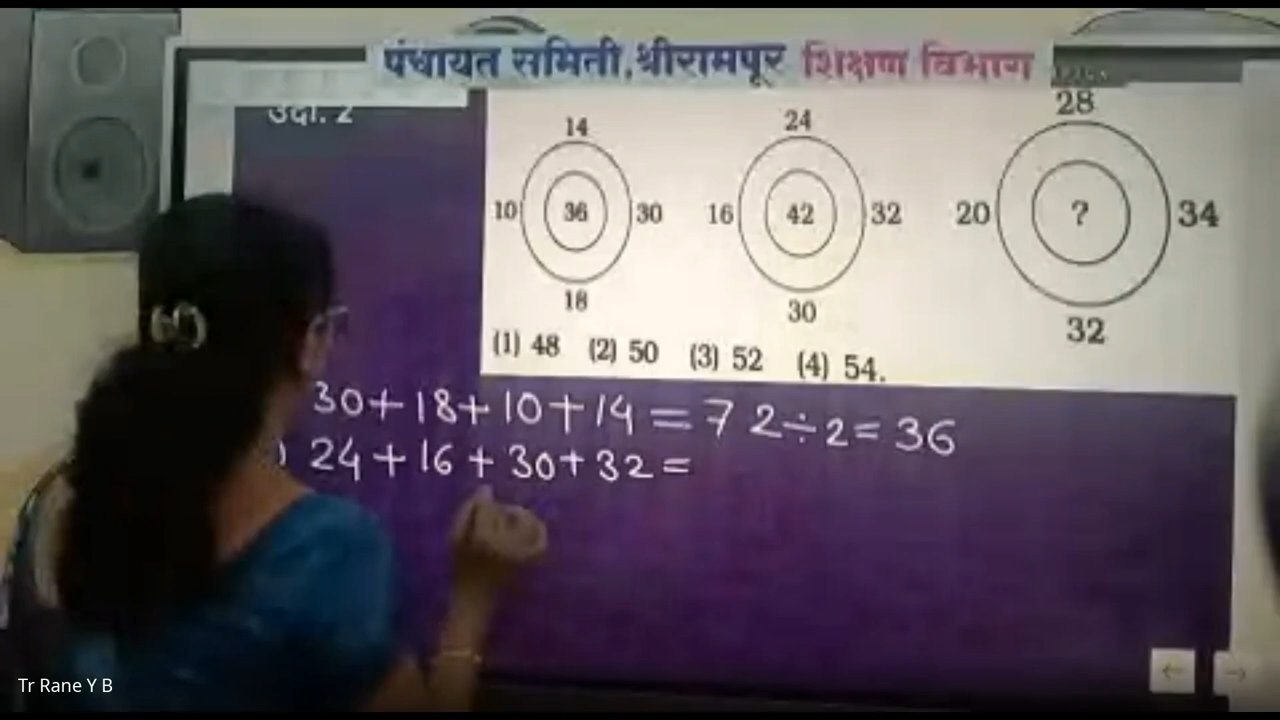 पंचायत समिती,श्रीरामपूर शिक्षण विभाग
उदा. 2
14 24 28
10 36 30 16 42 32 20 ? 34
18 30 32
(1) 48 (2) 50 (3) 52 (4) 54.
30+18+10+14=72÷2=36
) 24+16+30+32=
Tr Rane Y B